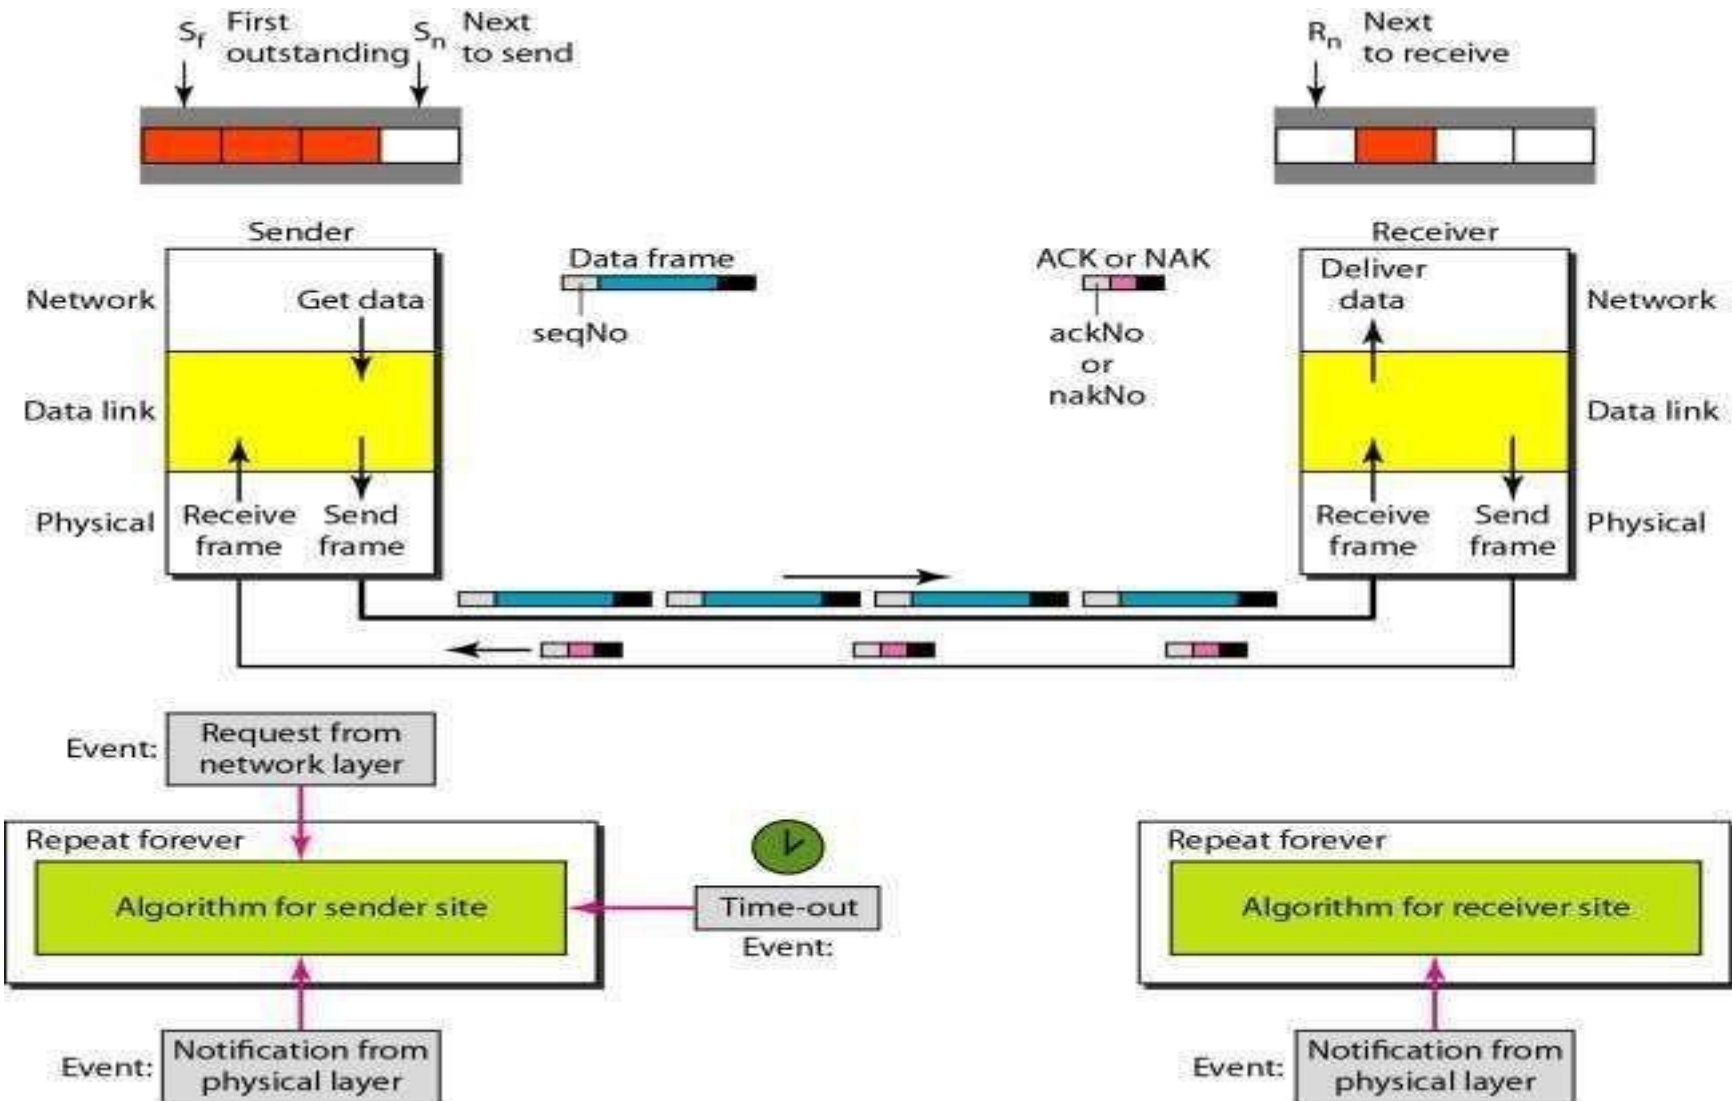 Sf First
outstanding
Sn Next
to send
Rn Next
to receive
Sender
Receiver
Data frame
seqNo
ACK or NAK
ackNo
or
nakNo
Network
Get data
Deliver
data
Network
Data link
Data link
Physical
Receive
frame
Send
frame
Receive
frame
Send
frame
Physical
Event:
Request from
network layer
Repeat forever
Algorithm for sender site
Time-out
Event:
Event:
Notification from
physical layer
Repeat forever
Algorithm for receiver site
Event:
Notification from
physical layer